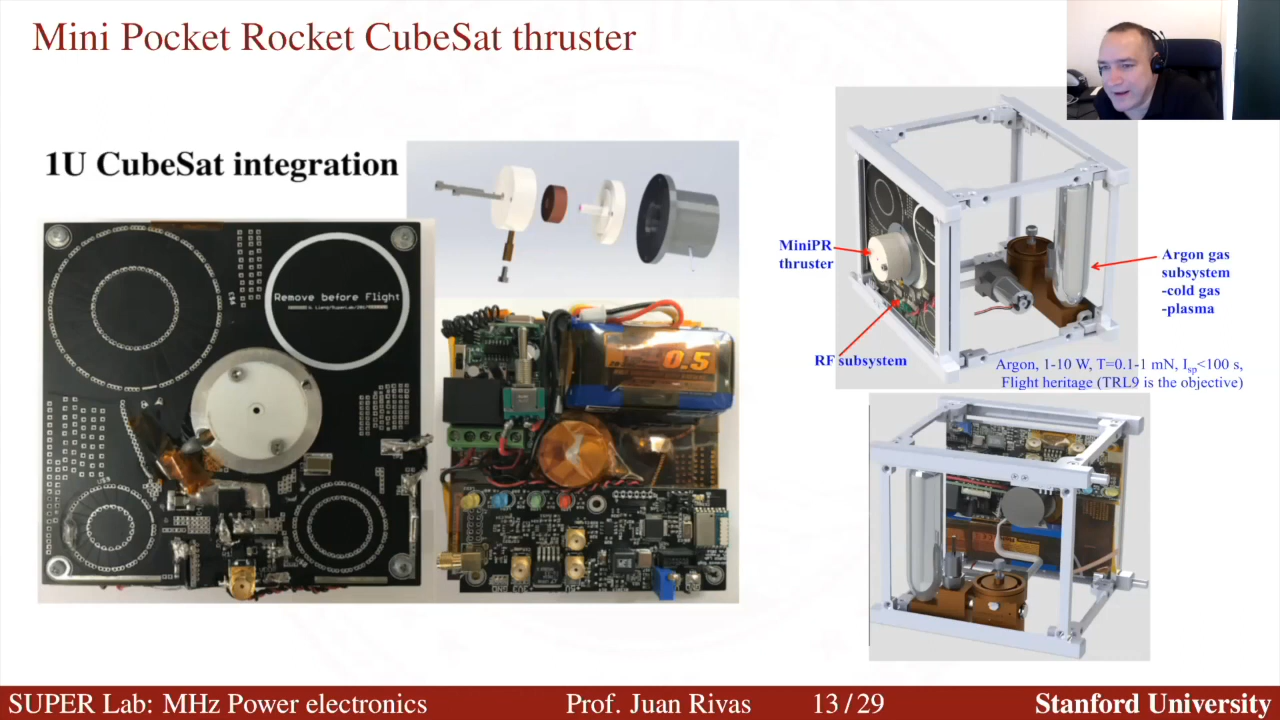 Mini Pocket Rocket CubeSat thruster
1U CubeSat integration
Remove before Flight
0.5
MiniPR
thruster
RF subsystem
Argon gas
subsystem
-cold gas
-plasma
Argon, 1-10 W, T=0.1-1 mN, Isp<100 s,
Flight heritage (TRL9 is the objective)
SUPER Lab: MHz Power electronics
Prof. Juan Rivas
13 / 29
Stanford University